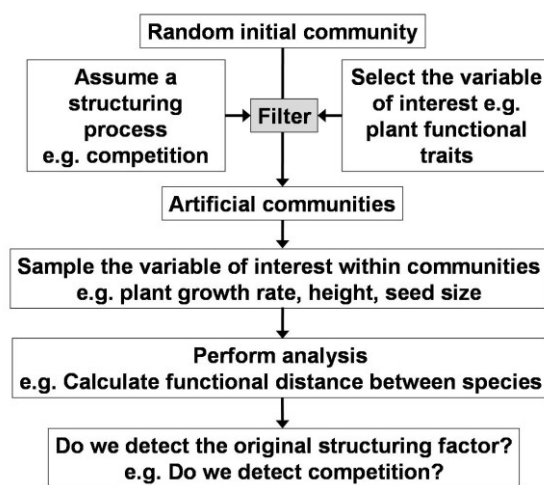 Random initial community
Assume a
structuring
process
e.g. competition
Filter
Select the variable
of interest e.g.
plant functional
traits
Artificial communities
Sample the variable of interest within communities
e.g. plant growth rate, height, seed size
Perform analysis
e.g. Calculate functional distance between species
Do we detect the original structuring factor?
e.g. Do we detect competition?